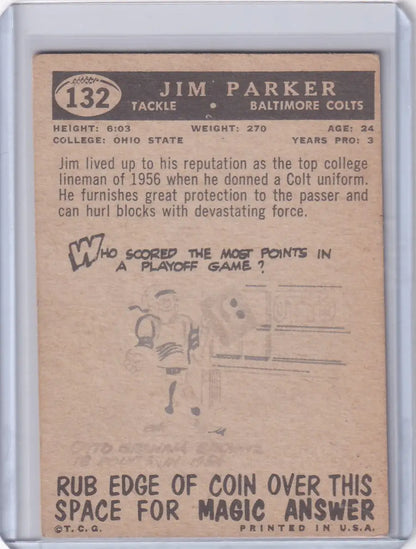 132
JIM PARKER
TACKLE • BALTIMORE COLTS
HEIGHT: 6:03 WEIGHT: 270 AGE: 24
COLLEGE: OHIO STATE YEARS PRO: 3
Jim lived up to his reputation as the top college
lineman of 1956 when he donned a Colt uniform.
He furnishes great protection to the passer and
can hurl blocks with devastating force.
WHO SCORED THE MOST POINTS IN
A PLAYOFF GAME?
OTTO
RUB EDGE OF COIN OVER THIS
SPACE FOR MAGIC ANSWER
©T.C.G. PRINTED IN U.S.A.